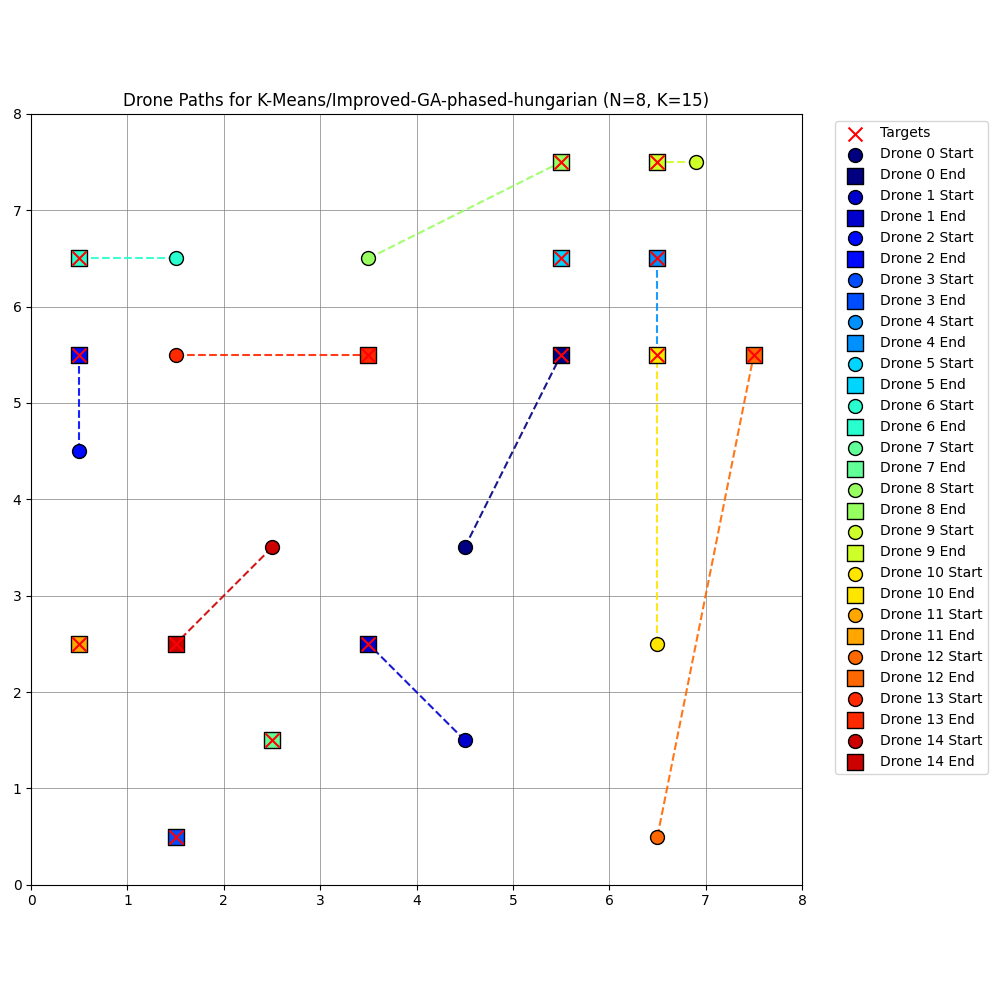 Drone Paths for K-Means/Improved-GA-phased-hungarian (N=8, K=15)
8
7
6
5
4
3
2
1
0
0 1 2 3 4 5 6 7 8
Targets
Drone 0 Start
Drone 0 End
Drone 1 Start
Drone 1 End
Drone 2 Start
Drone 2 End
Drone 3 Start
Drone 3 End
Drone 4 Start
Drone 4 End
Drone 5 Start
Drone 5 End
Drone 6 Start
Drone 6 End
Drone 7 Start
Drone 7 End
Drone 8 Start
Drone 8 End
Drone 9 Start
Drone 9 End
Drone 10 Start
Drone 10 End
Drone 11 Start
Drone 11 End
Drone 12 Start
Drone 12 End
Drone 13 Start
Drone 13 End
Drone 14 Start
Drone 14 End